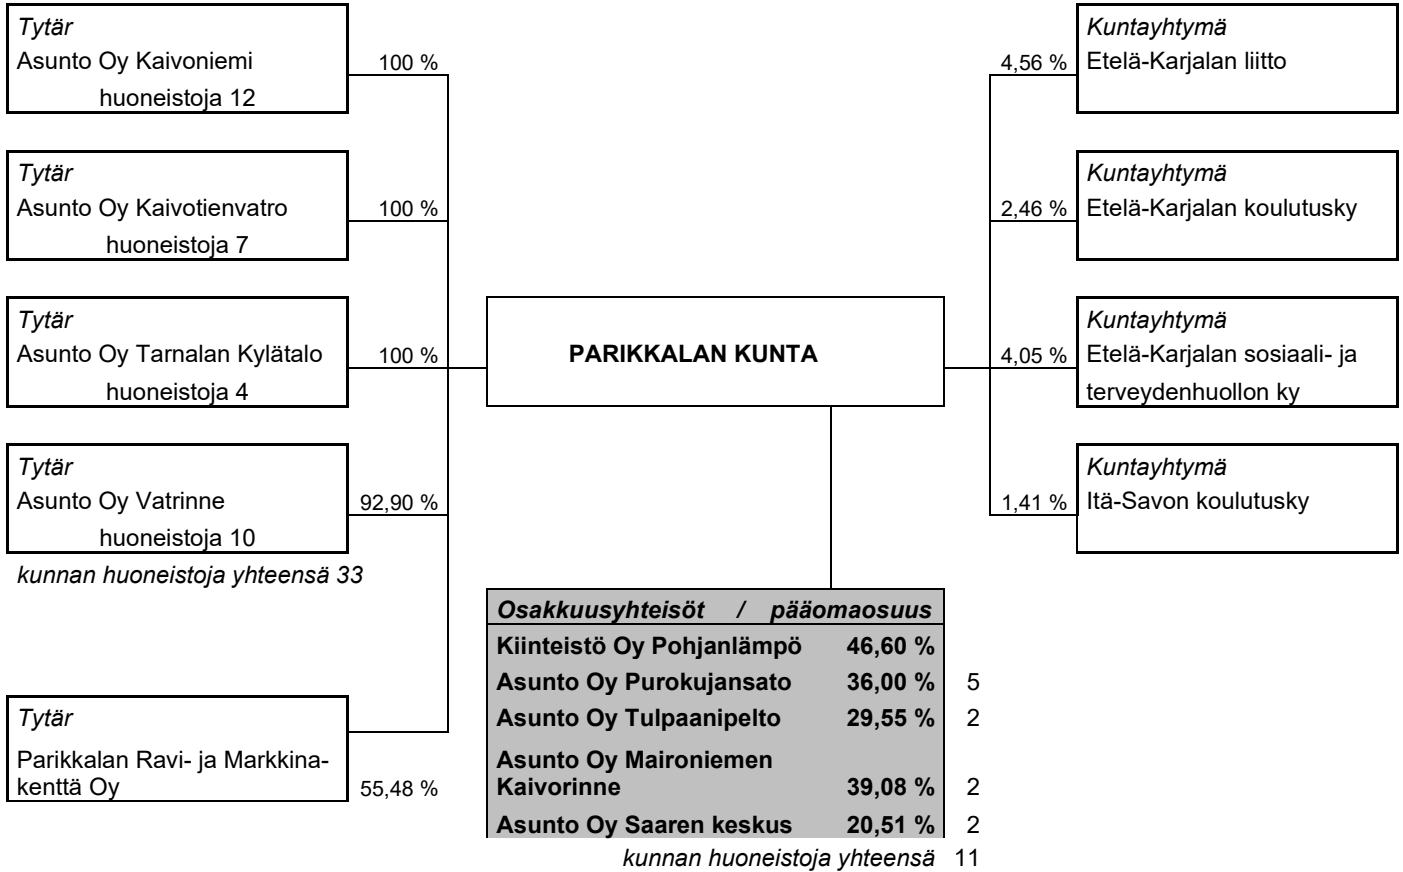 Tytär
Asunto Oy Kaivoniemi
huoneistoja 12
100 %
Tytär
Asunto Oy Kaivotienvatro
huoneistoja 7
100 %
Tytär
Asunto Oy Tarnalan Kylätalo
huoneistoja 4
100 %
Tytär
Asunto Oy Vatrinne
huoneistoja 10
92,90 %
kunnan huoneistoja yhteensä 33
Tytär
Parikkalan Ravi- ja Markkina-
kenttä Oy
55,48 %
PARIKKALAN KUNTA
Kuntayhtymä
4,56 % Etelä-Karjalan liitto
Kuntayhtymä
2,46 % Etelä-Karjalan koulutusky
Kuntayhtymä
4,05 % Etelä-Karjalan sosiaali- ja
terveydenhuollon ky
Kuntayhtymä
1,41 % Itä-Savon koulutusky
Osakkuusyhteisöt / pääomaosuus
Kiinteistö Oy Pohjanlämpö 46,60 %
Asunto Oy Purokujansato 36,00 % 5
Asunto Oy Tulpaanipelto 29,55 % 2
Asunto Oy Maironiemen
Kaivorinne 39,08 % 2
Asunto Oy Saaren keskus 20,51 % 2
kunnan huoneistoja yhteensä 11